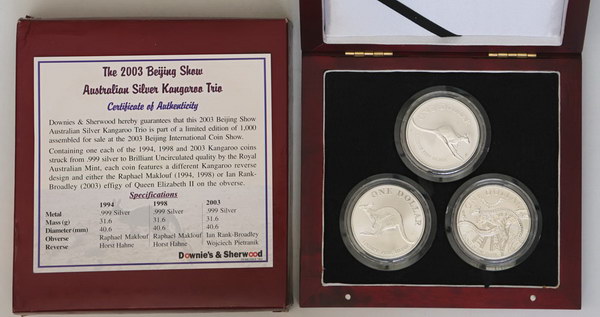 The 2003 Beijing Show
Australian Silver Kangaroo Trio
Certificate of Authenticity
Downies & Sherwood hereby guarantees that this 2003 Beijing Show
Australian Silver Kangaroo Trio is part of a limited edition of 1,000
assembled for sale at the 2003 Beijing International Coin Show.
Containing one each of the 1994, 1998 and 2003 Kangaroo coins
struck from .999 silver to Brilliant Uncirculated quality by the Royal
Australian Mint, each coin features a different Kangaroo reverse
design and either the Raphael Maklouf (1994, 1998) or Ian Rank-
Broadley (2003) effigy of Queen Elizabeth II on the obverse.
Specifications
1994 1998 2003
Metal .999 Silver .999 Silver .999 Silver
Mass (g) 31.6 31.6 31.6
Diameter(mm) 40.6 40.6 40.6
Obverse Raphael Maklouf Raphael Maklouf Ian Rank-Broadley
Reverse Horst Hahne Horst Hahne Wojciech Pietranik
Downie's & Sherwood
ONE DOLLAR